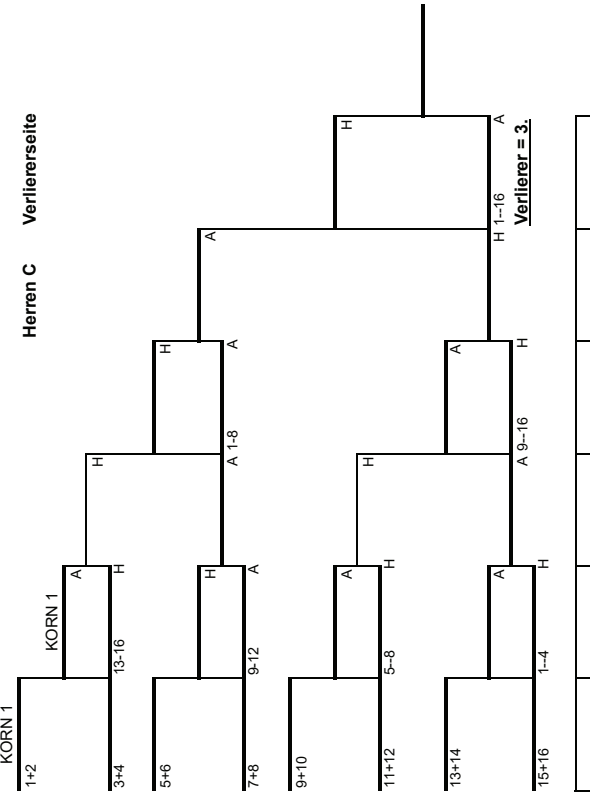 Herren C Verliererseite
KORN 1
1+2
3+4
5+6
7+8
9+10
11+12
13+14
15+16
KORN 1
A
13-16
H
H
9-12
A
A
5--8
H
A
1--4
H
H
A 1-8
H
A 9--16
H
A
A
H
A
H 1--16
H
A
Verlierer = 3.